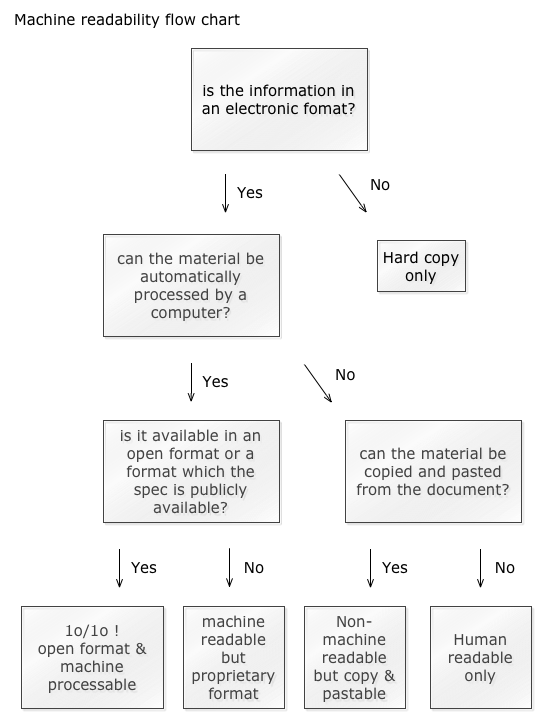 Machine readability flow chart
is the information in
an electronic fomat?
Yes
No
can the material be
automatically
processed by a
computer?
Hard copy
only
Yes
No
is it available in an
open format or a
format which the
spec is publicly
available?
can the material be
copied and pasted
from the document?
Yes
No
Yes
No
1o/1o !
open format &
machine
processable
machine
readable
but
proprietary
format
Non-
machine
readable
but copy &
pastable
Human
readable
only